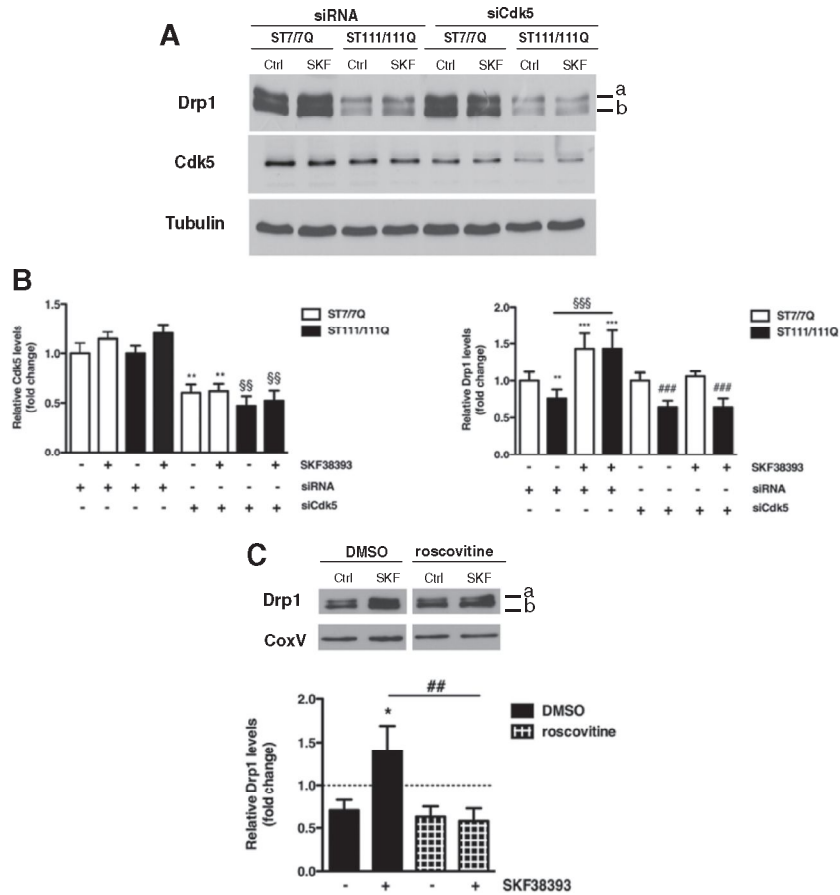 A
siRNA
siCdk5
ST7/7Q
ST111/111Q
ST7/7Q
ST111/111Q
Ctrl SKF Ctrl SKF Ctrl SKF Ctrl SKF
Drp1
a
b
Cdk5
Tubulin
B
Relative Cdk5 levels
(fold change)
1.5
1.0
0.5
0.0
** ** §§ §§
ST7/7Q
ST111/111Q
- + - + - + - + SKF38393
+ + + + - - - - siRNA
- - - - + + + + siCdk5
Relative Drp1 levels
(fold change)
2.0
1.5
1.0
0.5
0.0
§§§
** *** *** ### ###
ST7/7Q
ST111/111Q
- - + + - - + + SKF38393
+ + + + - - - - siRNA
- - - - + + + + siCdk5
C
DMSO roscovitine
Ctrl SKF Ctrl SKF
Drp1
a
b
CoxV
Relative Drp1 levels
(fold change)
2.0
1.5
1.0
0.5
0.0
*
##
DMSO
roscovitine
- + - + SKF38393